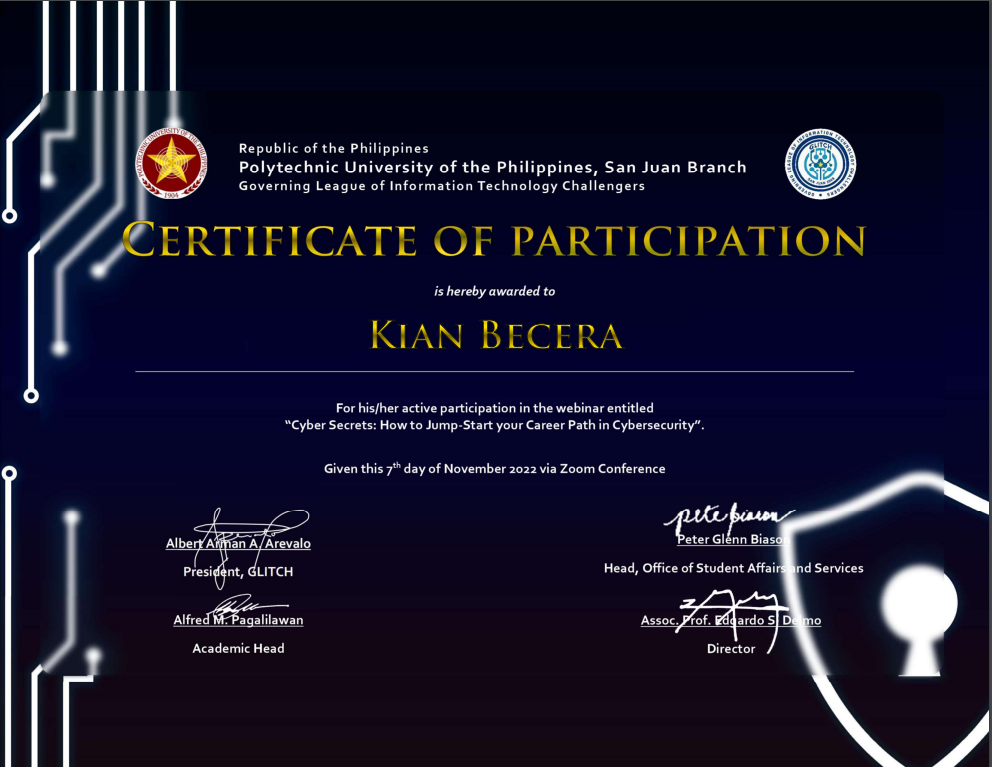 Republic of the Philippines
Polytechnic University of the Philippines, San Juan Branch
Governing League of Information Technology Challengers
POLYTECHNIC UNIVERSITY OF THE PHILIPPINES
1904
GOVERNING LEAGUE OF INFORMATION TECHNOLOGY CHALLENGERS
GLITCH
CERTIFICATE OF PARTICIPATION
is hereby awarded to
KIAN BECERA
For his/her active participation in the webinar entitled
“Cyber Secrets: How to Jump-Start your Career Path in Cybersecurity”.
Given this 7th day of November 2022 via Zoom Conference
Albert Arman A. Arevalo
President, GLITCH
pete biason
Peter Glenn Biason
Head, Office of Student Affairs and Services
Alfred M. Pagalilawan
Academic Head
Assoc. Prof. Edgardo S. Delmo
Director